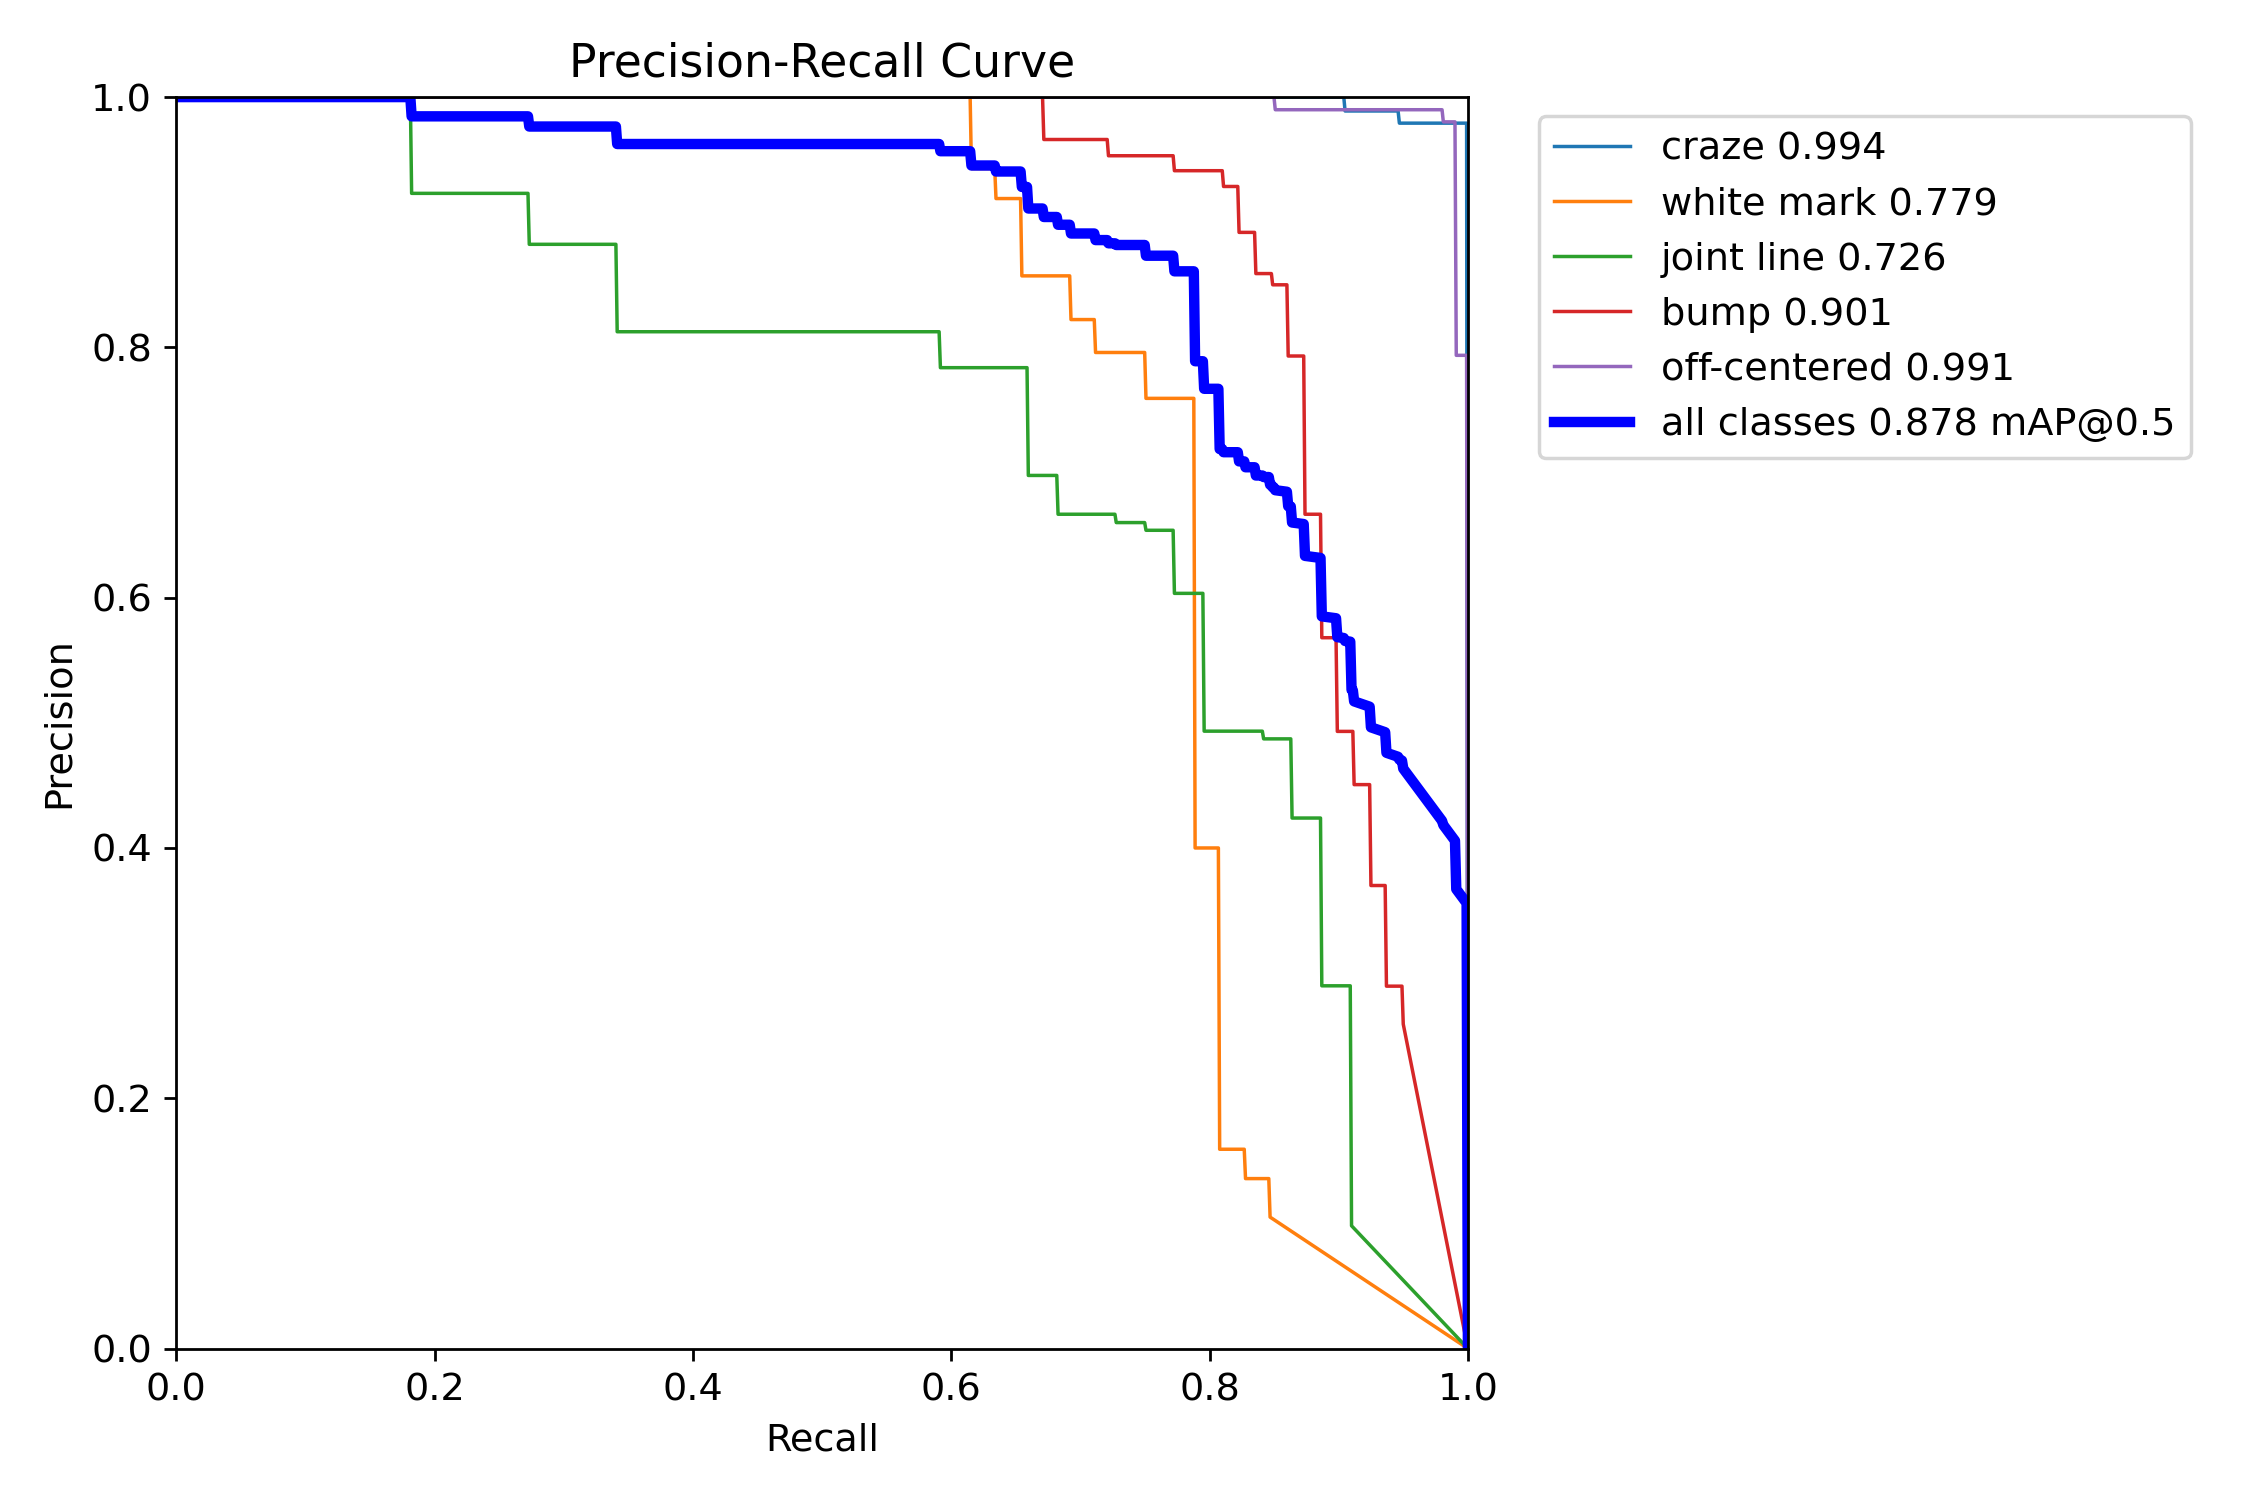 Precision-Recall Curve
1.0
0.8
0.6
0.4
0.2
0.0
Precision
0.0 0.2 0.4 0.6 0.8 1.0
Recall
craze 0.994
white mark 0.779
joint line 0.726
bump 0.901
off-centered 0.991
all classes 0.878 mAP@0.5